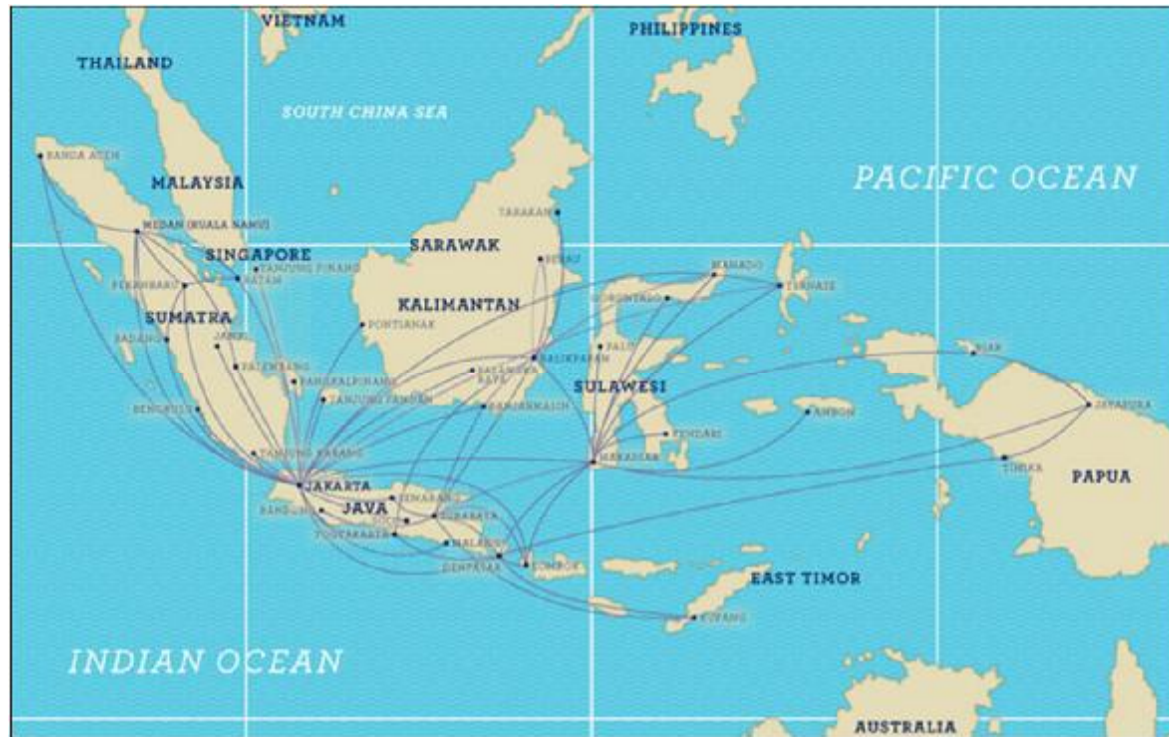 VIETNAM
PHILIPPINES
THAILAND
SOUTH CHINA SEA
BANDA ACEH
MALAYSIA
PACIFIC OCEAN
MEDAN (KUALA NAMU)
TARAKAN
SINGAPORE
SARAWAK
TANJUNG PINANG
BATAM
BERAU
MANADO
PEKANBARU
TERNATE
GORONTALO
KALIMANTAN
SUMATRA
PONTIANAK
PADANG
JAMBI
PALU
BIAK
BALIKPAPAN
PALEMBANG
PALANGKA
RAYA
PANGKALPINANG
SULAWESI
TANJUNG PANDAN
BANJARMASIN
BENGKULU
AMBON
JAYAPURA
KENDARI
TANJUNG KARANG
MAKASSAR
TIMIKA
PAPUA
JAKARTA
SEMARANG
BANDUNG
JAVA
SOLO
SURABAYA
YOGYAKARTA
MALANG
DENPASAR
LOMBOK
EAST TIMOR
KUPANG
INDIAN OCEAN
AUSTRALIA